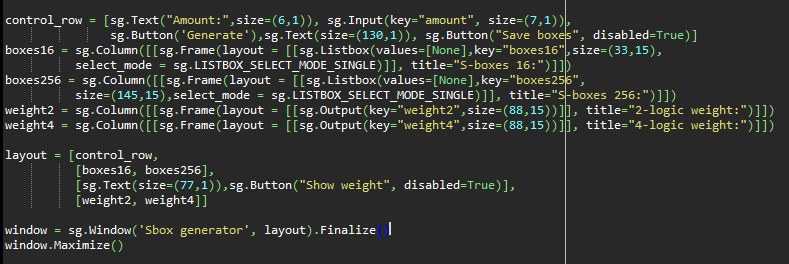 control_row = [sg.Text("Amount:",size=(6,1)), sg.Input(key="amount", size=(7,1)),
sg.Button('Generate'),sg.Text(size=(130,1)), sg.Button("Save boxes", disabled=True)]
boxes16 = sg.Column([[sg.Frame(layout = [[sg.Listbox(values=[None],key="boxes16",size=(33,15),
select_mode = sg.LISTBOX_SELECT_MODE_SINGLE)]], title="S-boxes 16:")]])
boxes256 = sg.Column([[sg.Frame(layout = [[sg.Listbox(values=[None],key="boxes256",
size=(145,15),select_mode = sg.LISTBOX_SELECT_MODE_SINGLE)]], title="S-boxes 256:")]])
weight2 = sg.Column([[sg.Frame(layout = [[sg.Output(key="weight2",size=(88,15))]], title="2-logic weight:")]])
weight4 = sg.Column([[sg.Frame(layout = [[sg.Output(key="weight4",size=(88,15))]], title="4-logic weight:")]])
layout = [control_row,
[boxes16, boxes256],
[sg.Text(size=(77,1)),sg.Button("Show weight", disabled=True)],
[weight2, weight4]]
window = sg.Window('Sbox generator', layout).Finalize()
window.Maximize()